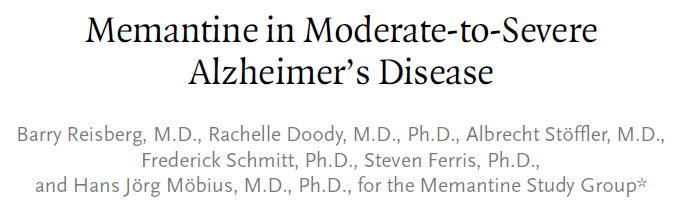 Memantine in Moderate-to-Severe
Alzheimer’s Disease
Barry Reisberg, M.D., Rachelle Doody, M.D., Ph.D., Albrecht Stöffler, M.D.,
Frederick Schmitt, Ph.D., Steven Ferris, Ph.D.,
and Hans Jörg Möbius, M.D., Ph.D., for the Memantine Study Group*